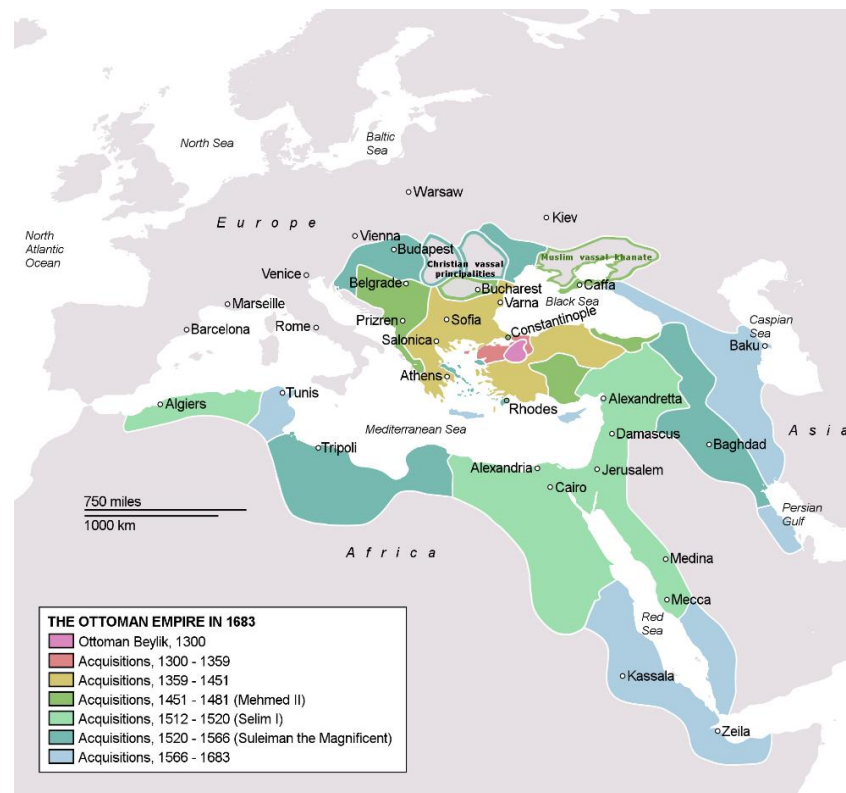 North Sea
Baltic
Sea
Warsaw
Kiev
Europe
North
Atlantic
Ocean
Vienna
Budapest
Christian vassal
principalities
Muslim vassal khanate
Venice
Belgrade
Bucharest
Caffa
Varna
Black Sea
Marseille
Prizren
Sofia
Constantinople
Caspian
Sea
Barcelona
Rome
Salonica
Baku
Athens
Tunis
Algiers
Rhodes
Alexandretta
Mediterranean Sea
Damascus
Asia
Tripoli
Baghdad
Alexandria
Jerusalem
Cairo
750 miles
1000 km
Persian
Gulf
Africa
Medina
Mecca
Red
Sea
Kassala
Zeila
THE OTTOMAN EMPIRE IN 1683
Ottoman Beylik, 1300
Acquisitions, 1300 - 1359
Acquisitions, 1359 - 1451
Acquisitions, 1451 - 1481 (Mehmed II)
Acquisitions, 1512 - 1520 (Selim I)
Acquisitions, 1520 - 1566 (Suleiman the Magnificent)
Acquisitions, 1566 - 1683